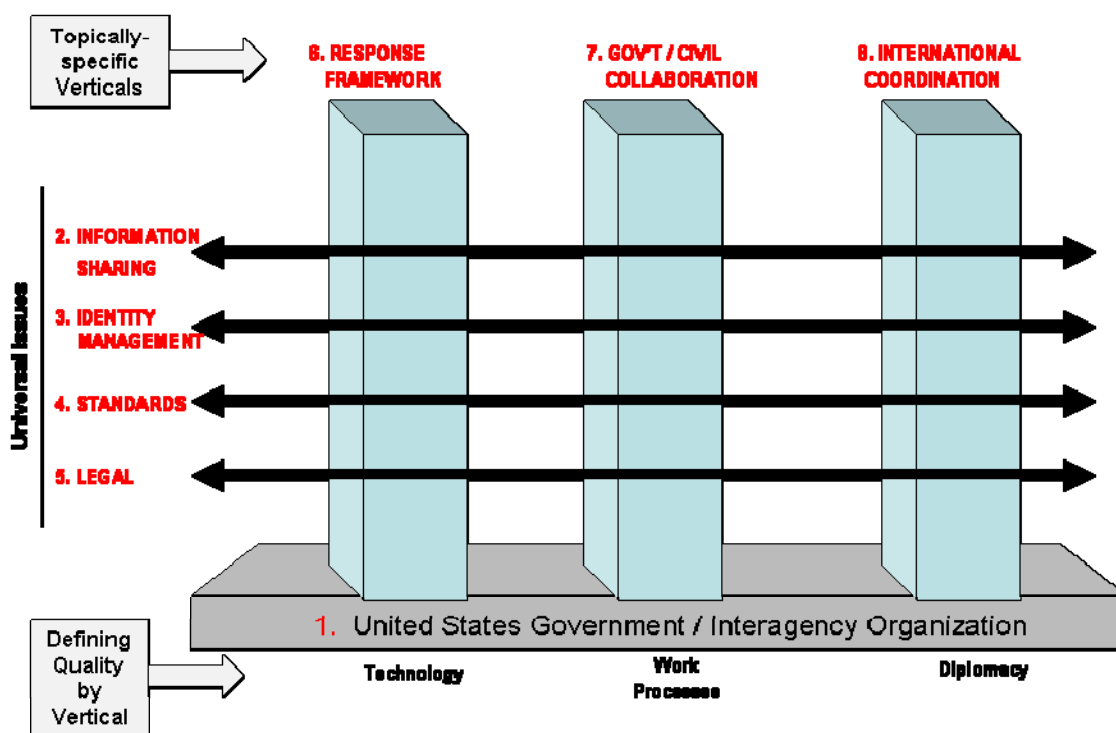 Topically-
specific
Verticals
6. RESPONSE
FRAMEWORK
7. GOV'T / CIVIL
COLLABORATION
8. INTERNATIONAL
COORDINATION
Universal Issues
2. INFORMATION
SHARING
3. IDENTITY
MANAGEMENT
4. STANDARDS
5. LEGAL
1. United States Government / Interagency Organization
Defining
Quality
by
Vertical
Technology
Work
Processes
Diplomacy